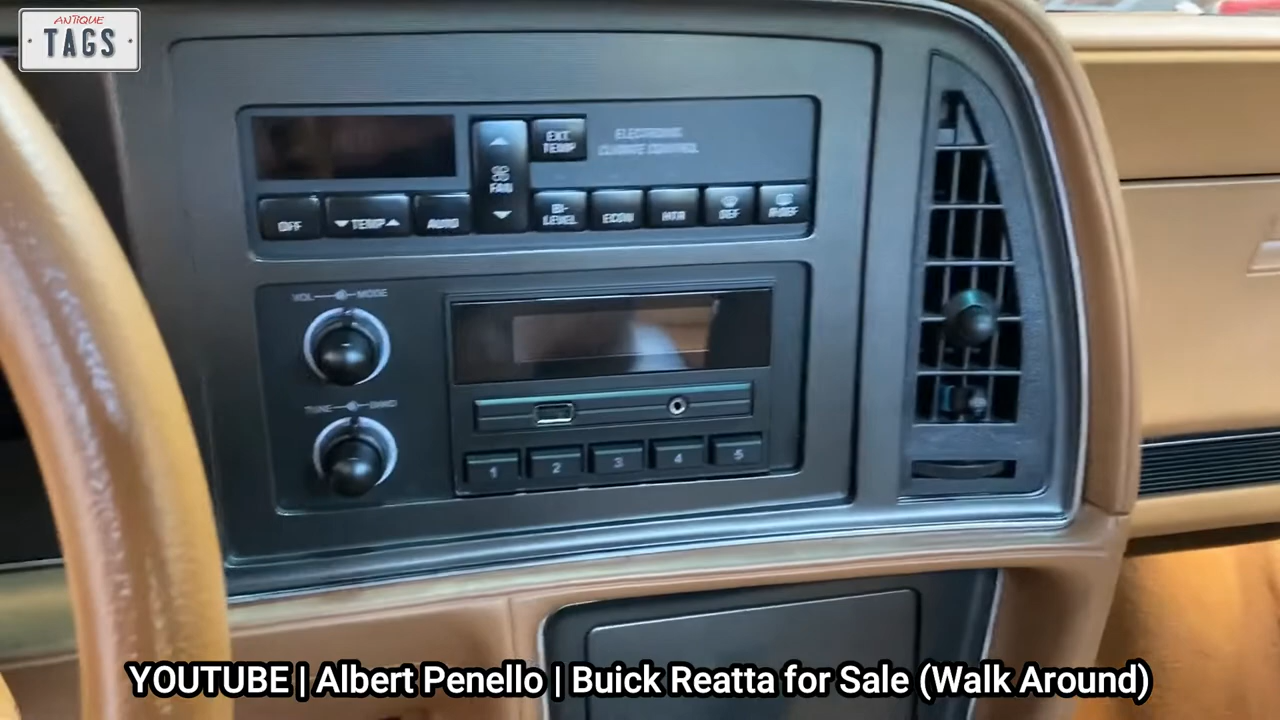 ANTIQUE
TAGS
EXT
TEMP
ELECTRONIC
CLIMATE CONTROL
FAN
OFF
TEMP
AUTO
BI-
LEVEL
ECON
HTR
DEF
R-DEF
VOL
MODE
TUNE
BAND
1
2
3
4
5
YOUTUBE | Albert Penello | Buick Reatta for Sale (Walk Around)